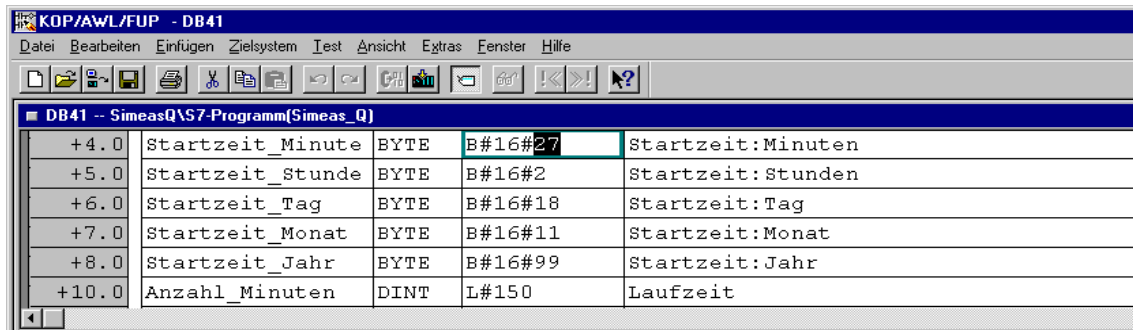 KOP/AWL/FUP - DB41
Datei Bearbeiten Einfügen Zielsystem Test Ansicht Extras Fenster Hilfe
DB41 -- SimeasQ\S7-Programm(Simeas_Q)
+4.0 Startzeit_Minute BYTE B#16#27 Startzeit:Minuten
+5.0 Startzeit_Stunde BYTE B#16#2 Startzeit:Stunden
+6.0 Startzeit_Tag BYTE B#16#18 Startzeit:Tag
+7.0 Startzeit_Monat BYTE B#16#11 Startzeit:Monat
+8.0 Startzeit_Jahr BYTE B#16#99 Startzeit:Jahr
+10.0 Anzahl_Minuten DINT L#150 Laufzeit